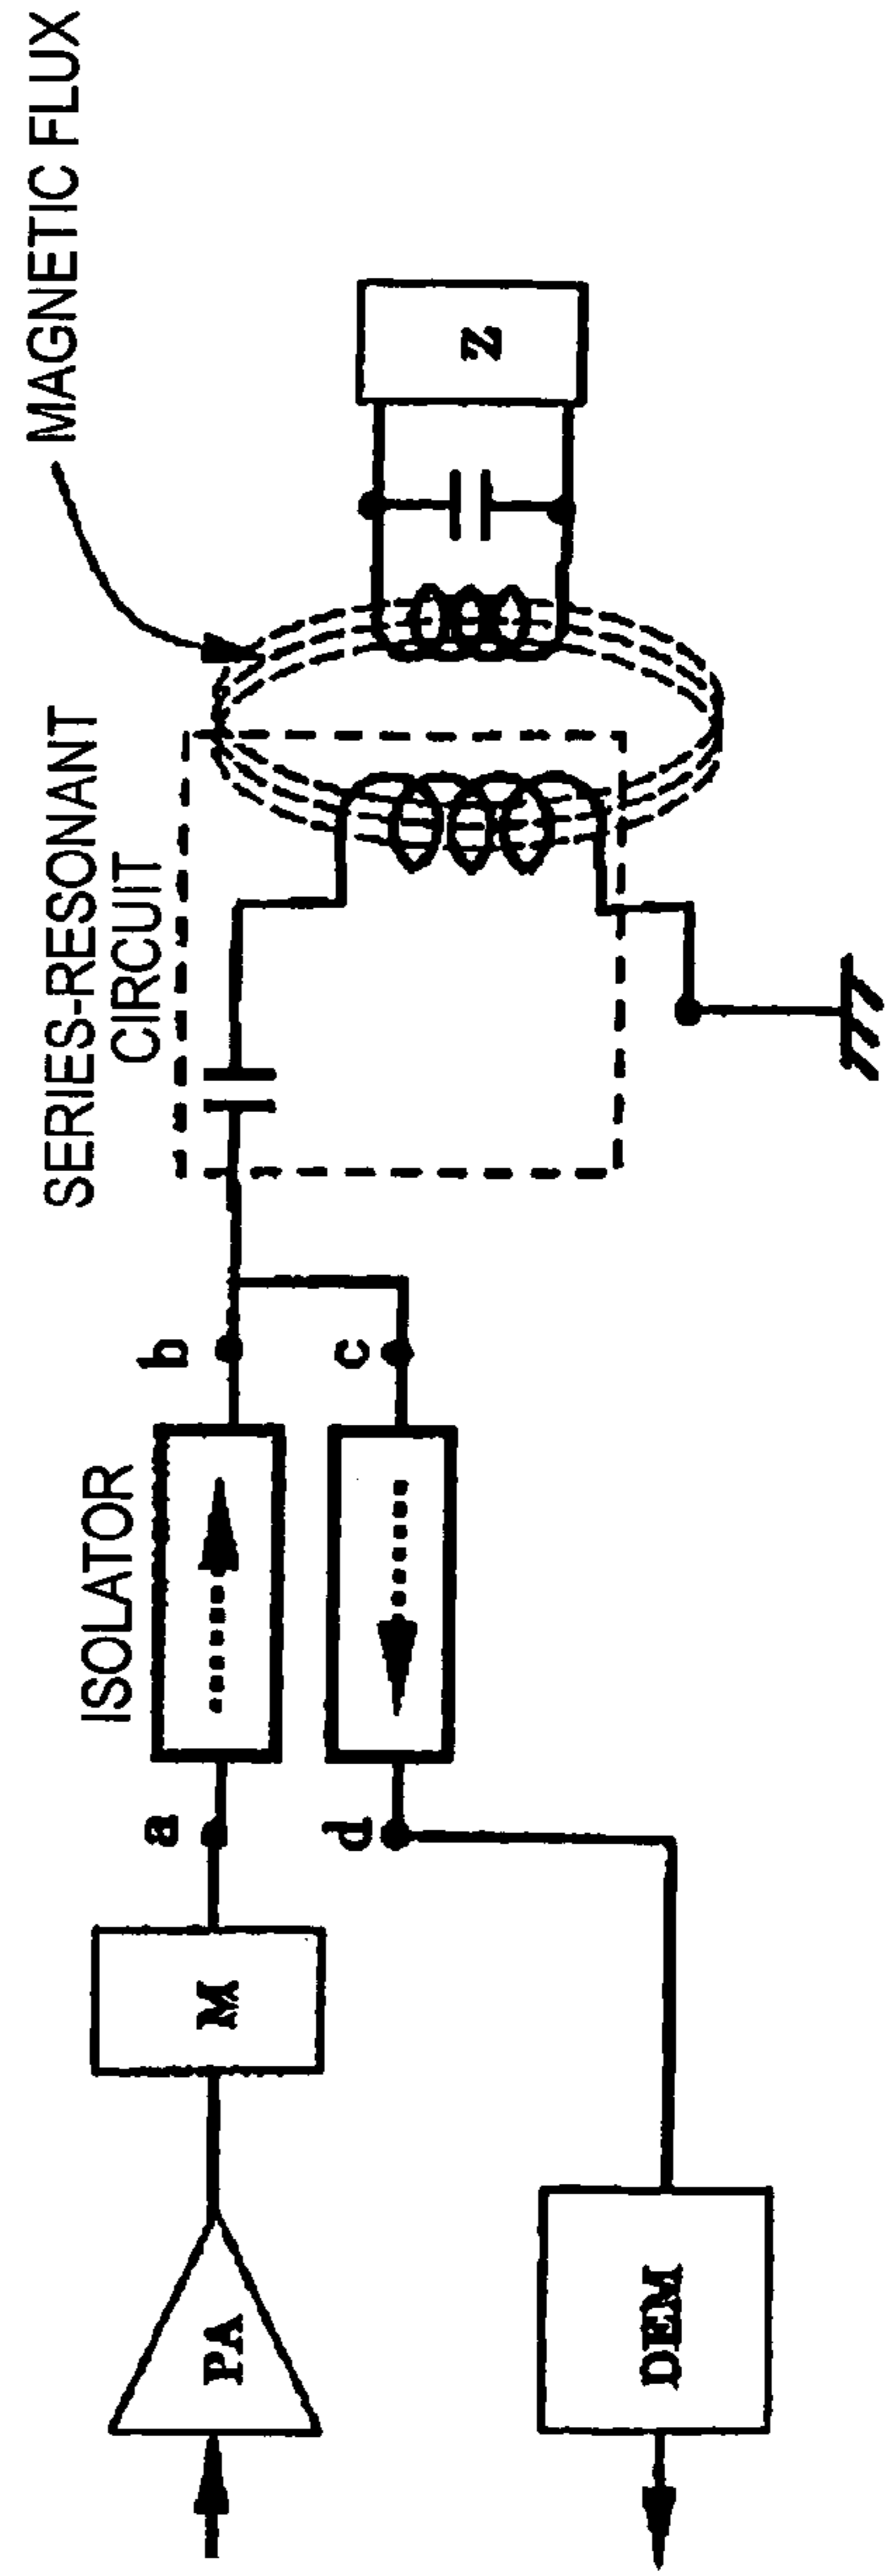 MAGNETIC FLUX
SERIES-RESONANT
CIRCUIT
ISOLATOR
PA
M
a
b
c
d
Z
DEM